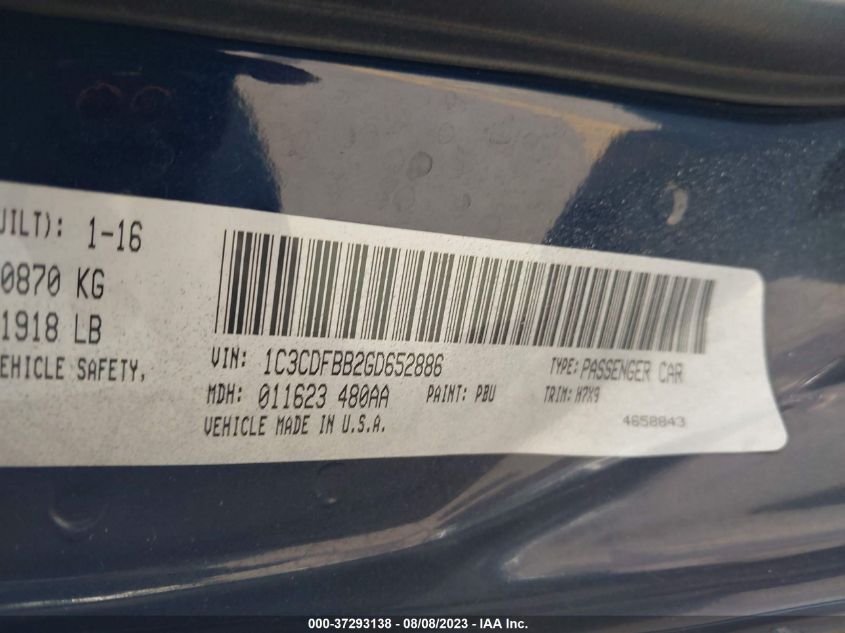 UILT): 1-16
0870 KG
1918 LB
EHICLE SAFETY,
VIN: 1C3CDFBB2GD652886
TYPE: PASSENGER CAR
MDH: 011623 480AA
PAINT: PBU
TRIM: H7X9
VEHICLE MADE IN U.S.A.
4658843
000-37293138 - 08/08/2023 - IAA Inc.